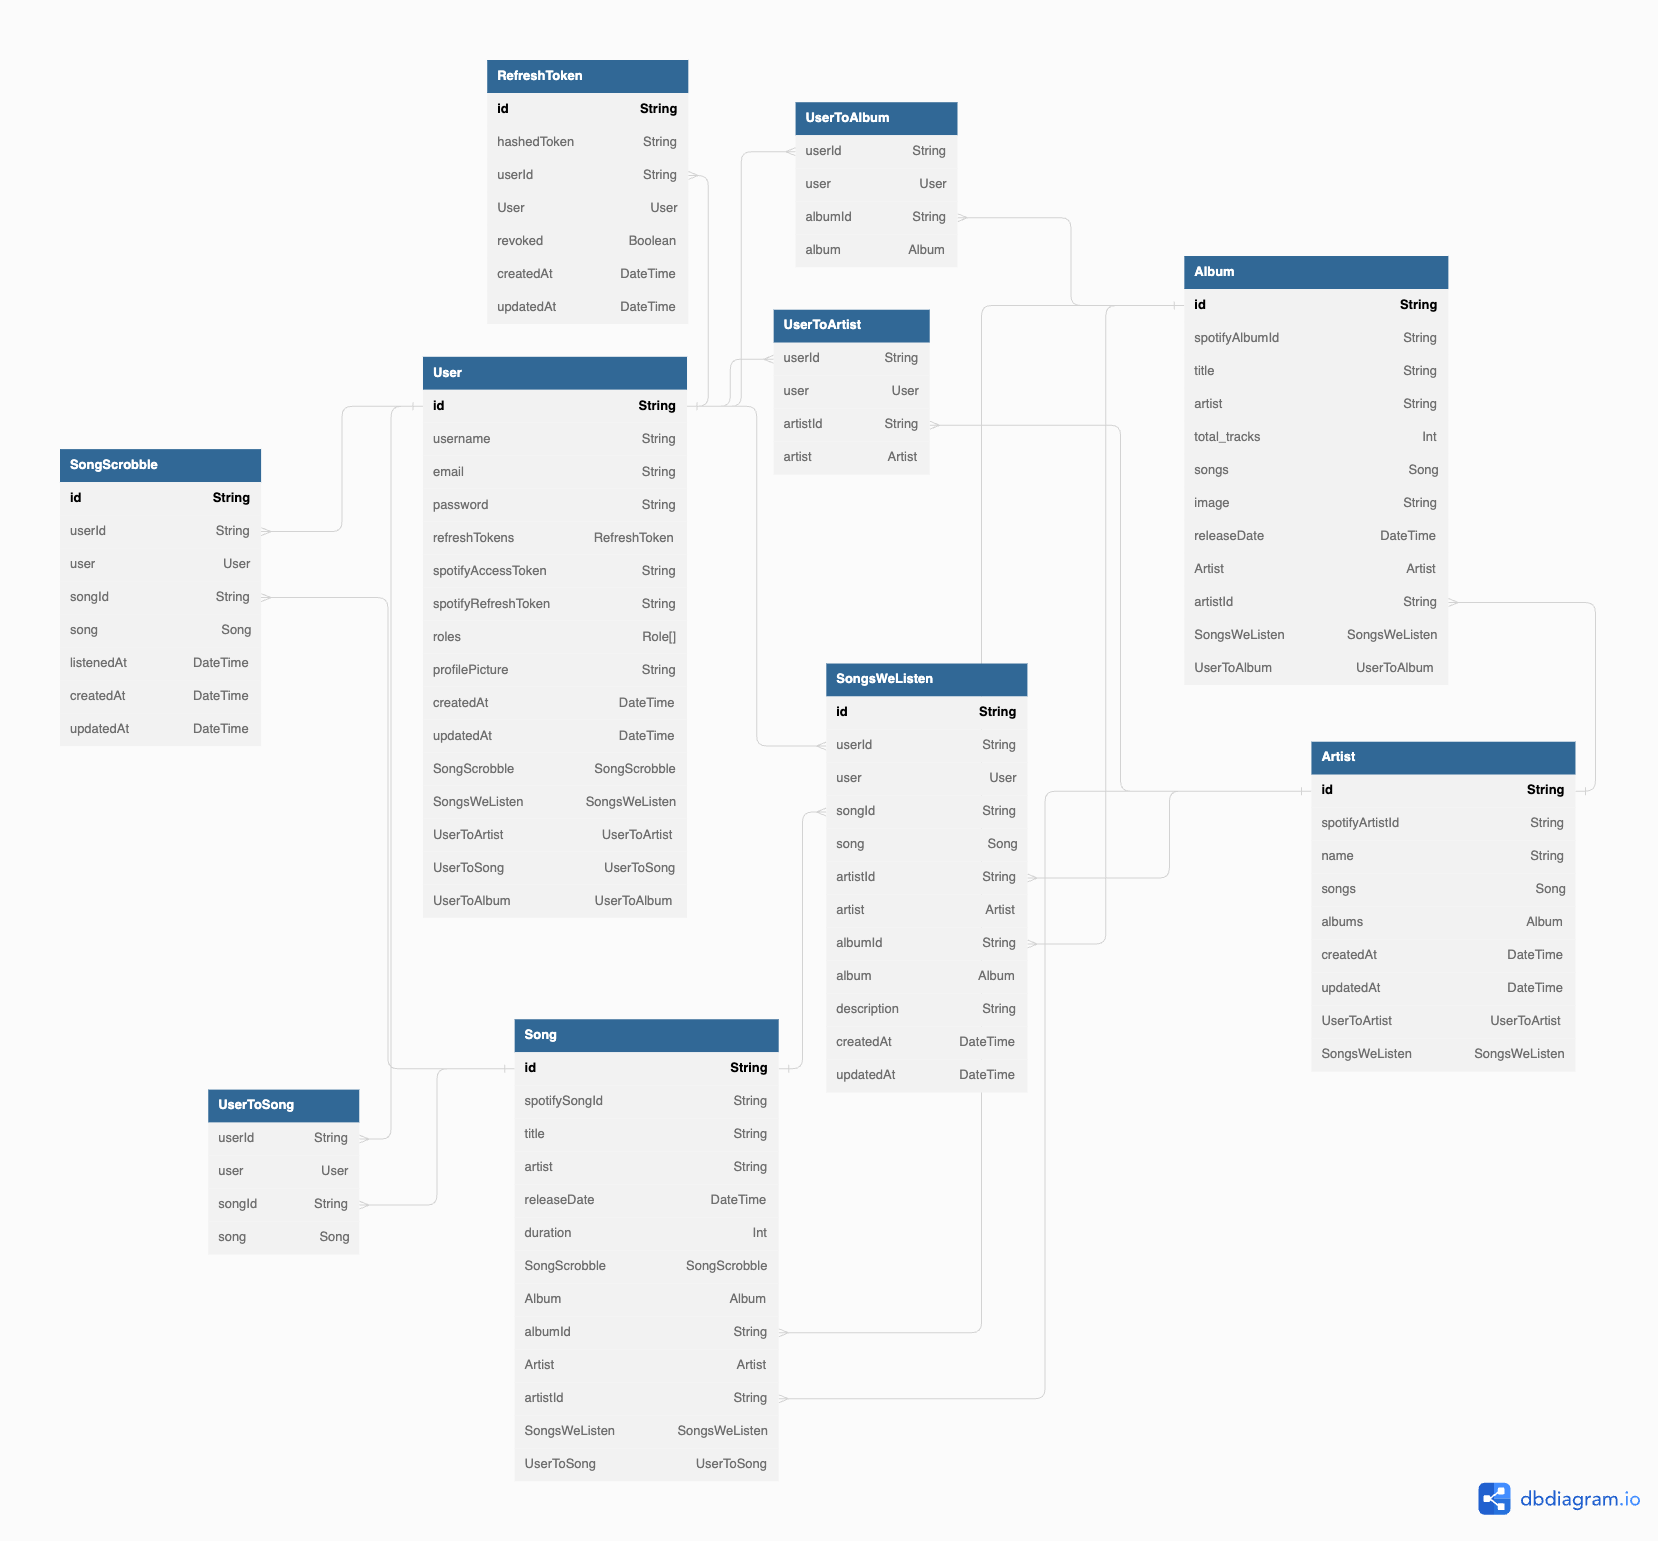 RefreshToken
id String
hashedToken String
userId String
User User
revoked Boolean
createdAt DateTime
updatedAt DateTime
UserToAlbum
userId String
user User
albumId String
album Album
Album
id String
spotifyAlbumId String
title String
artist String
total_tracks Int
songs Song
image String
releaseDate DateTime
Artist Artist
artistId String
SongsWeListen SongsWeListen
UserToAlbum UserToAlbum
UserToArtist
userId String
user User
artistId String
artist Artist
User
id String
username String
email String
password String
refreshTokens RefreshToken
spotifyAccessToken String
spotifyRefreshToken String
roles Role[]
profilePicture String
createdAt DateTime
updatedAt DateTime
SongScrobble SongScrobble
SongsWeListen SongsWeListen
UserToArtist UserToArtist
UserToSong UserToSong
UserToAlbum UserToAlbum
SongScrobble
id String
userId String
user User
songId String
song Song
listenedAt DateTime
createdAt DateTime
updatedAt DateTime
SongsWeListen
id String
userId String
user User
songId String
song Song
artistId String
artist Artist
albumId String
album Album
description String
createdAt DateTime
updatedAt DateTime
Artist
id String
spotifyArtistId String
name String
songs Song
albums Album
createdAt DateTime
updatedAt DateTime
UserToArtist UserToArtist
SongsWeListen SongsWeListen
Song
id String
spotifySongId String
title String
artist String
releaseDate DateTime
duration Int
SongScrobble SongScrobble
Album Album
albumId String
Artist Artist
artistId String
SongsWeListen SongsWeListen
UserToSong UserToSong
UserToSong
userId String
user User
songId String
song Song
dbdiagram.io